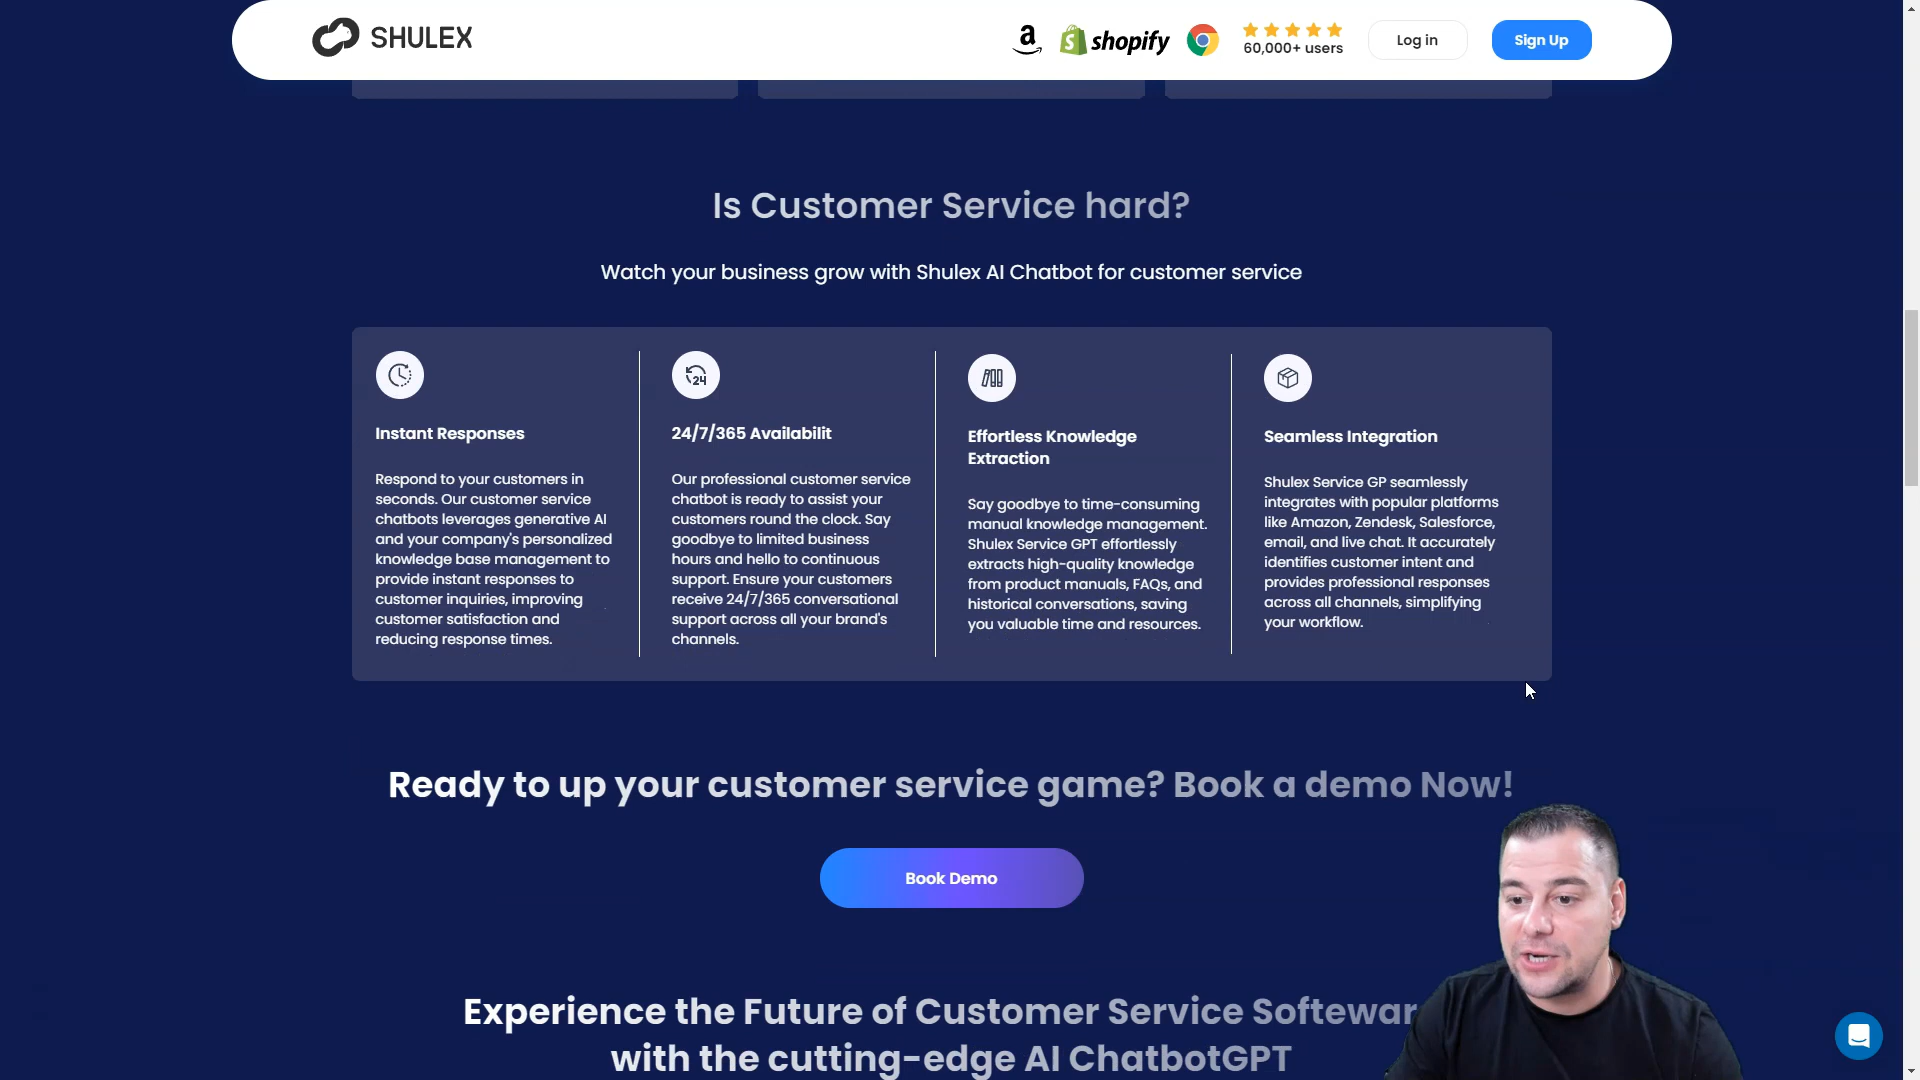 SHULEX
a
shopify
60,000+ users
Log in
Sign Up
Is Customer Service hard?
Watch your business grow with Shulex AI Chatbot for customer service
Instant Responses
Respond to your customers in
seconds. Our customer service
chatbots leverages generative AI
and your company's personalized
knowledge base management to
provide instant responses to
customer inquiries, improving
customer satisfaction and
reducing response times.
24
24/7/365 Availabilit
Our professional customer service
chatbot is ready to assist your
customers round the clock. Say
goodbye to limited business
hours and hello to continuous
support. Ensure your customers
receive 24/7/365 conversational
support across all your brand's
channels.
Effortless Knowledge
Extraction
Say goodbye to time-consuming
manual knowledge management.
Shulex Service GPT effortlessly
extracts high-quality knowledge
from product manuals, FAQs, and
historical conversations, saving
you valuable time and resources.
Seamless Integration
Shulex Service GP seamlessly
integrates with popular platforms
like Amazon, Zendesk, Salesforce,
email, and live chat. It accurately
identifies customer intent and
provides professional responses
across all channels, simplifying
your workflow.
Ready to up your customer service game? Book a demo Now!
Book Demo
Experience the Future of Customer Service Softewar
with the cutting-edge AI ChatbotGPT